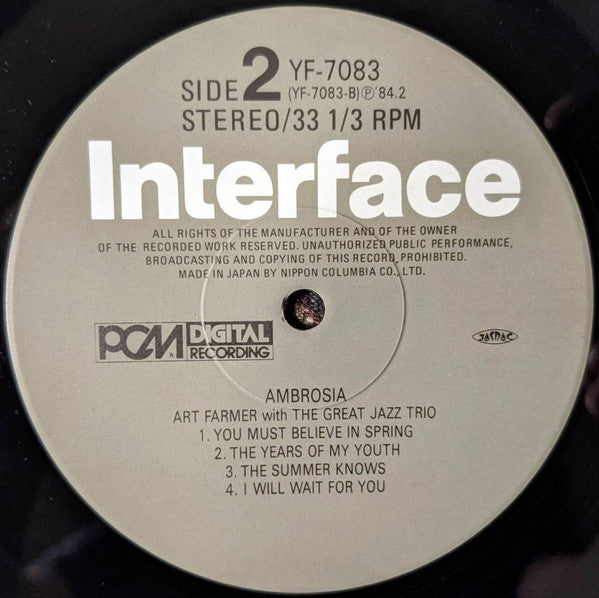 SIDE 2 YF-7083
(YF-7083-B) Ⓟ'84.2
STEREO/33 1/3 RPM
Interface
ALL RIGHTS OF THE MANUFACTURER AND OF THE OWNER
OF THE RECORDED WORK RESERVED. UNAUTHORIZED PUBLIC PERFORMANCE,
BROADCASTING AND COPYING OF THIS RECORD PROHIBITED.
MADE IN JAPAN BY NIPPON COLUMBIA CO., LTD.
PCM DIGITAL
RECORDING
JASRAC
AMBROSIA
ART FARMER with THE GREAT JAZZ TRIO
1. YOU MUST BELIEVE IN SPRING
2. THE YEARS OF MY YOUTH
3. THE SUMMER KNOWS
4. I WILL WAIT FOR YOU